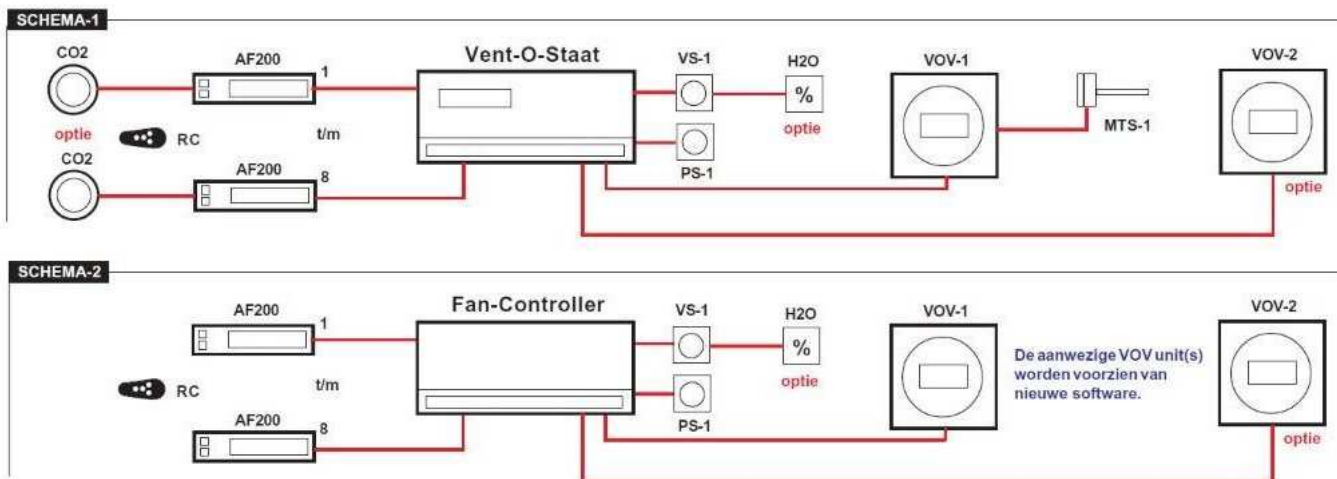 SCHEMA-1
CO2
AF200
1
Vent-O-Staat
VS-1
H2O
VOV-1
VOV-2
%
MTS-1
optie
RC
t/m
optie
CO2
AF200
8
PS-1
optie
SCHEMA-2
AF200
1
Fan-Controller
VS-1
H2O
VOV-1
VOV-2
%
De aanwezige VOV unit(s)
worden voorzien van
nieuwe software.
RC
t/m
optie
AF200
8
PS-1
optie